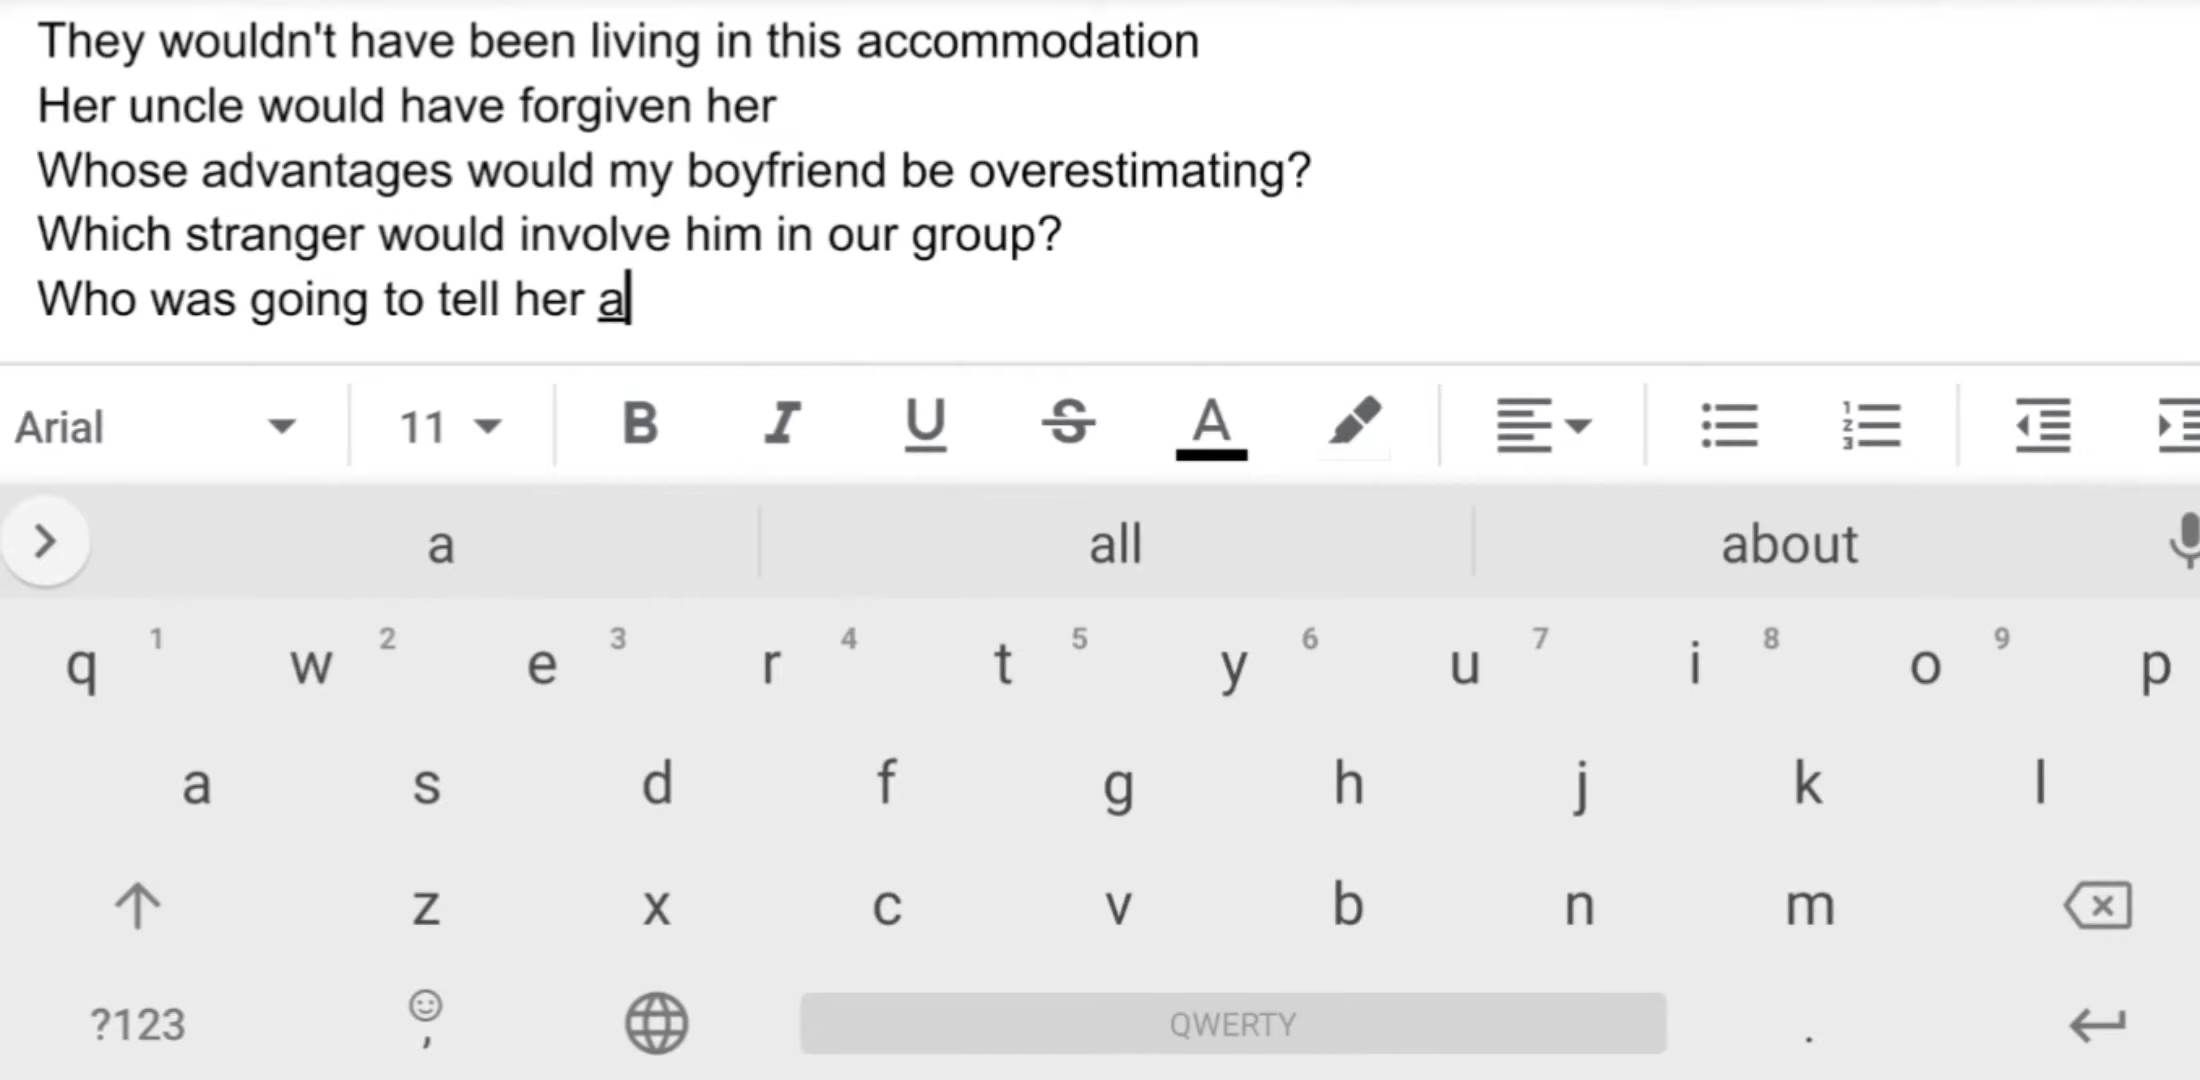 They wouldn't have been living in this accommodation
Her uncle would have forgiven her
Whose advantages would my boyfriend be overestimating?
Which stranger would involve him in our group?
Who was going to tell her a
Arial 11 B I U S A
a all about
q 1 w 2 e 3 r 4 t 5 y 6 u 7 i 8 o 9 p
a s d f g h j k l
z x c v b n m
?123 , QWERTY .